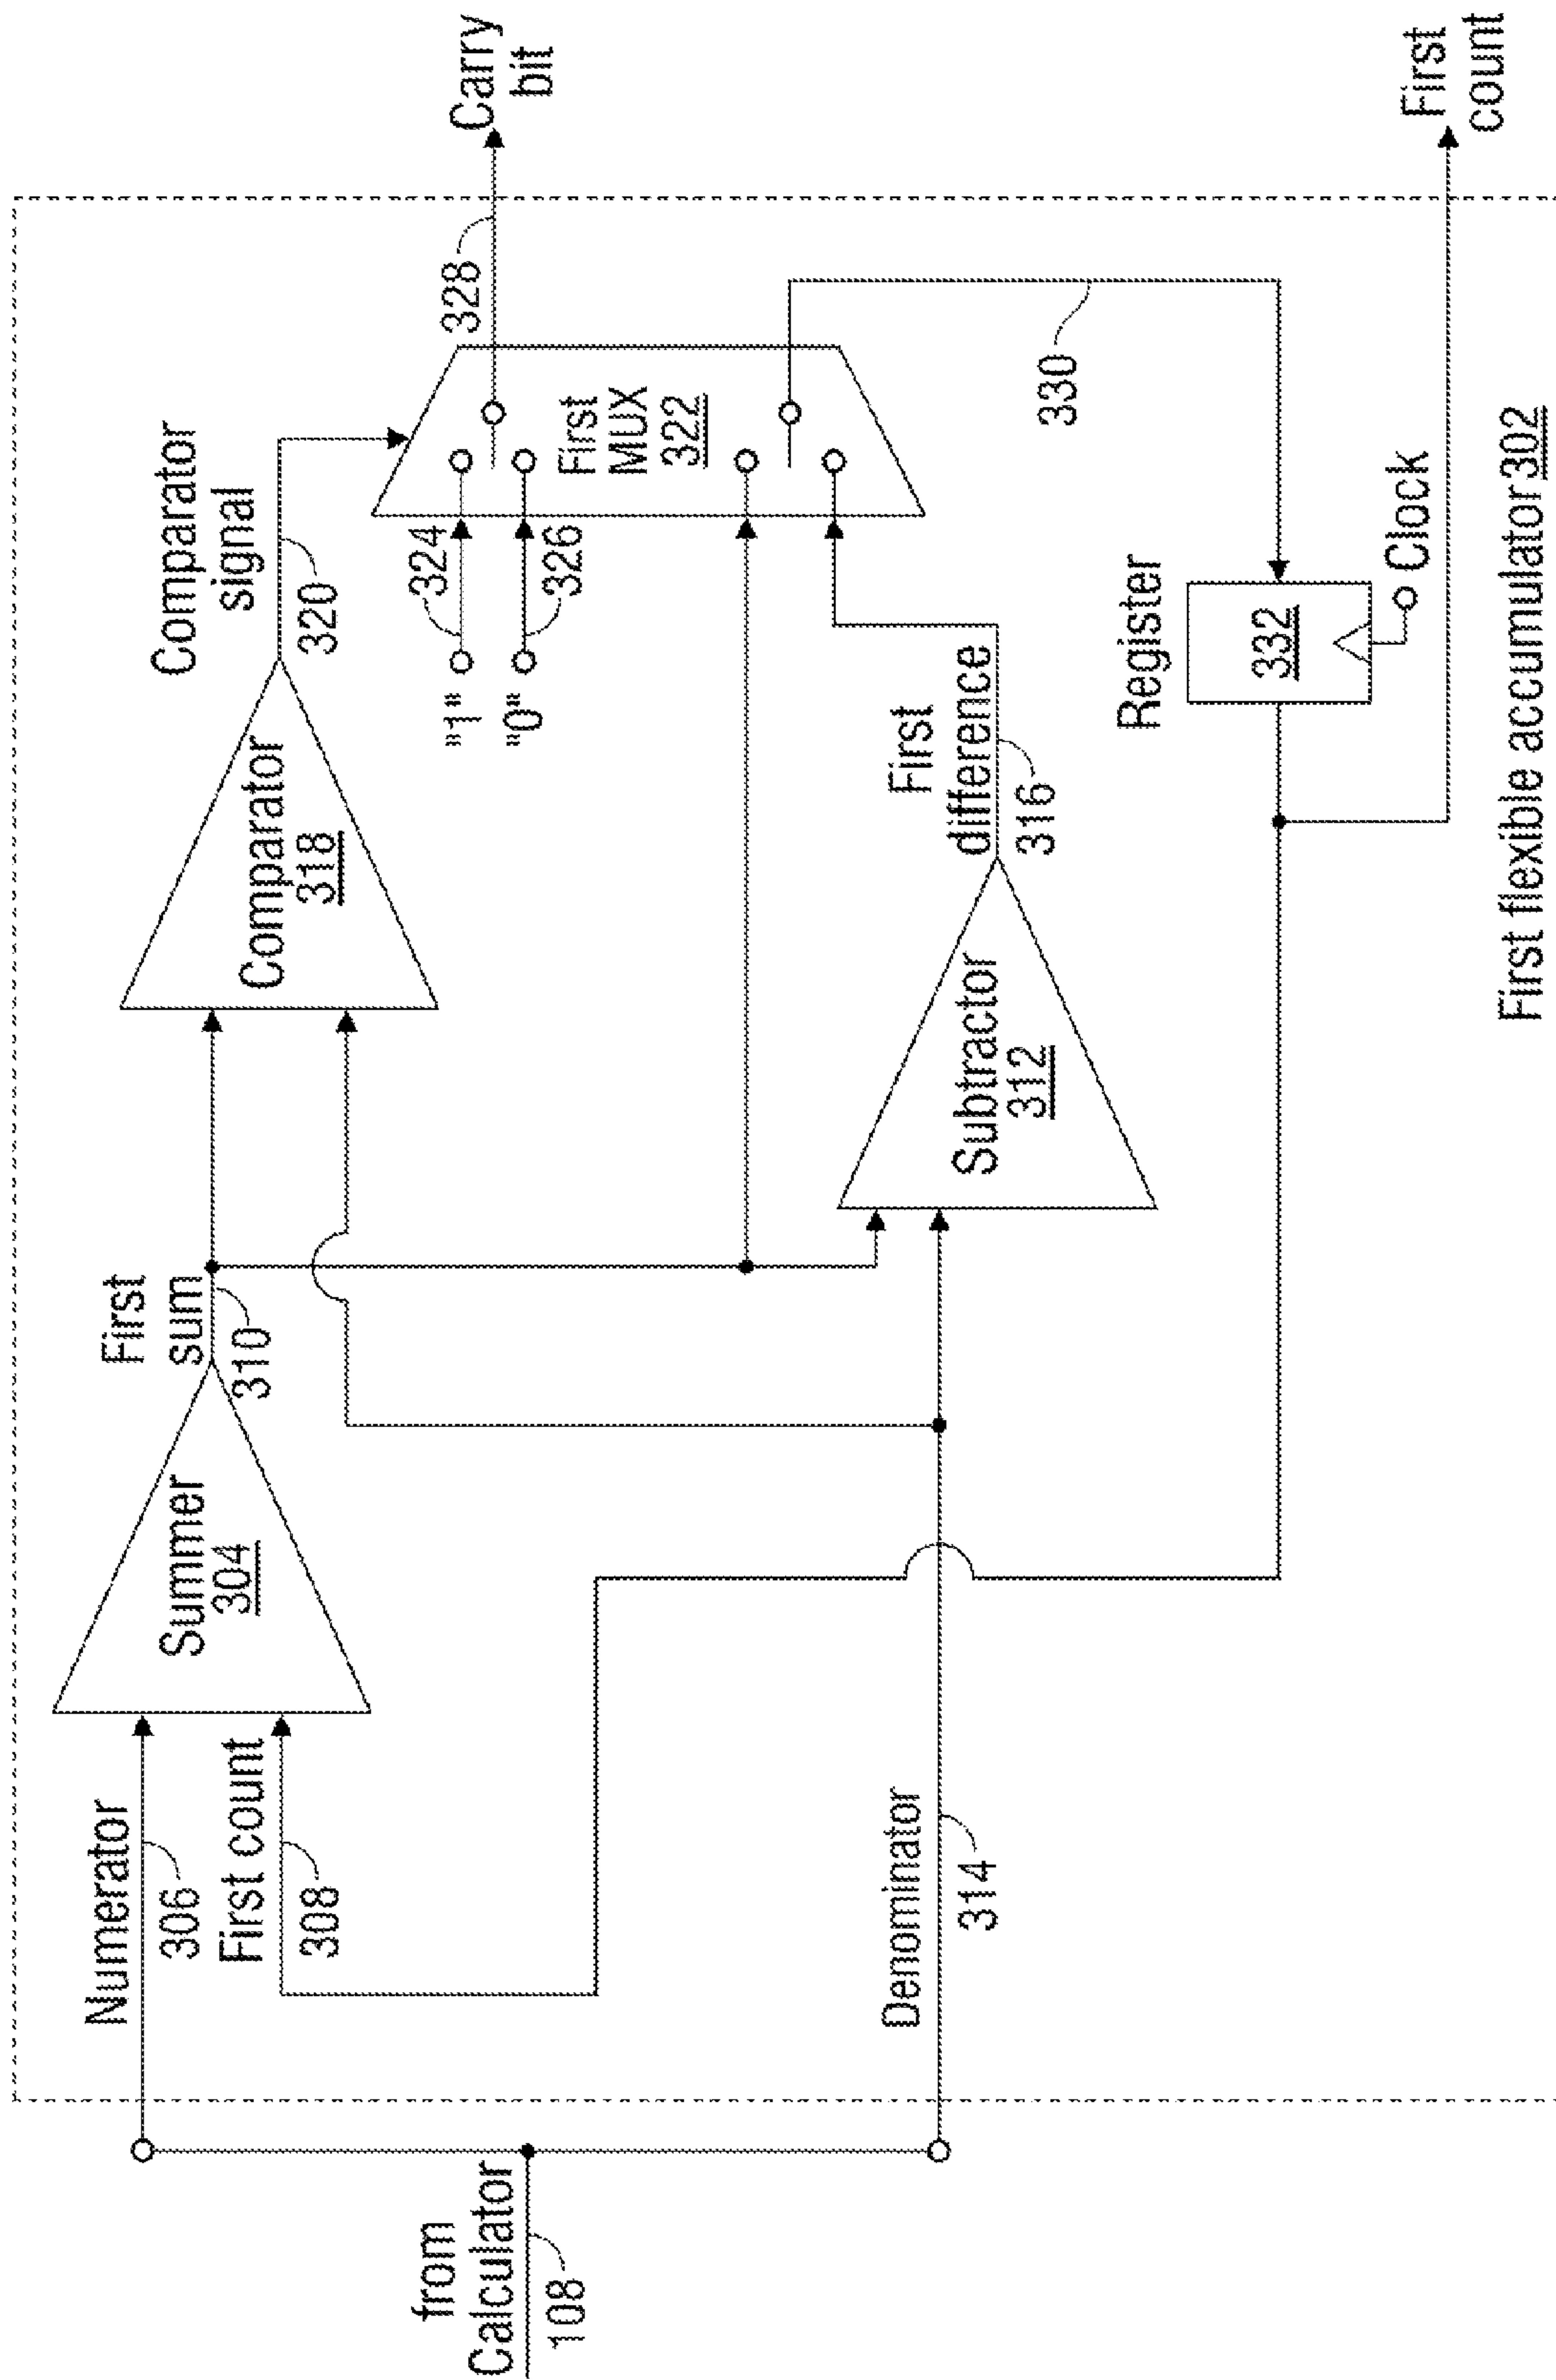 from
Calculator
108
Numerator
306
First count
308
Summer
304
First
sum
310
Denominator
314
Comparator
318
Comparator
signal
320
"1"
"0"
324
326
First
MUX
322
328
Carry
bit
Subtractor
312
First
difference
316
330
Register
332
Clock
First
count
First flexible accumulator 302